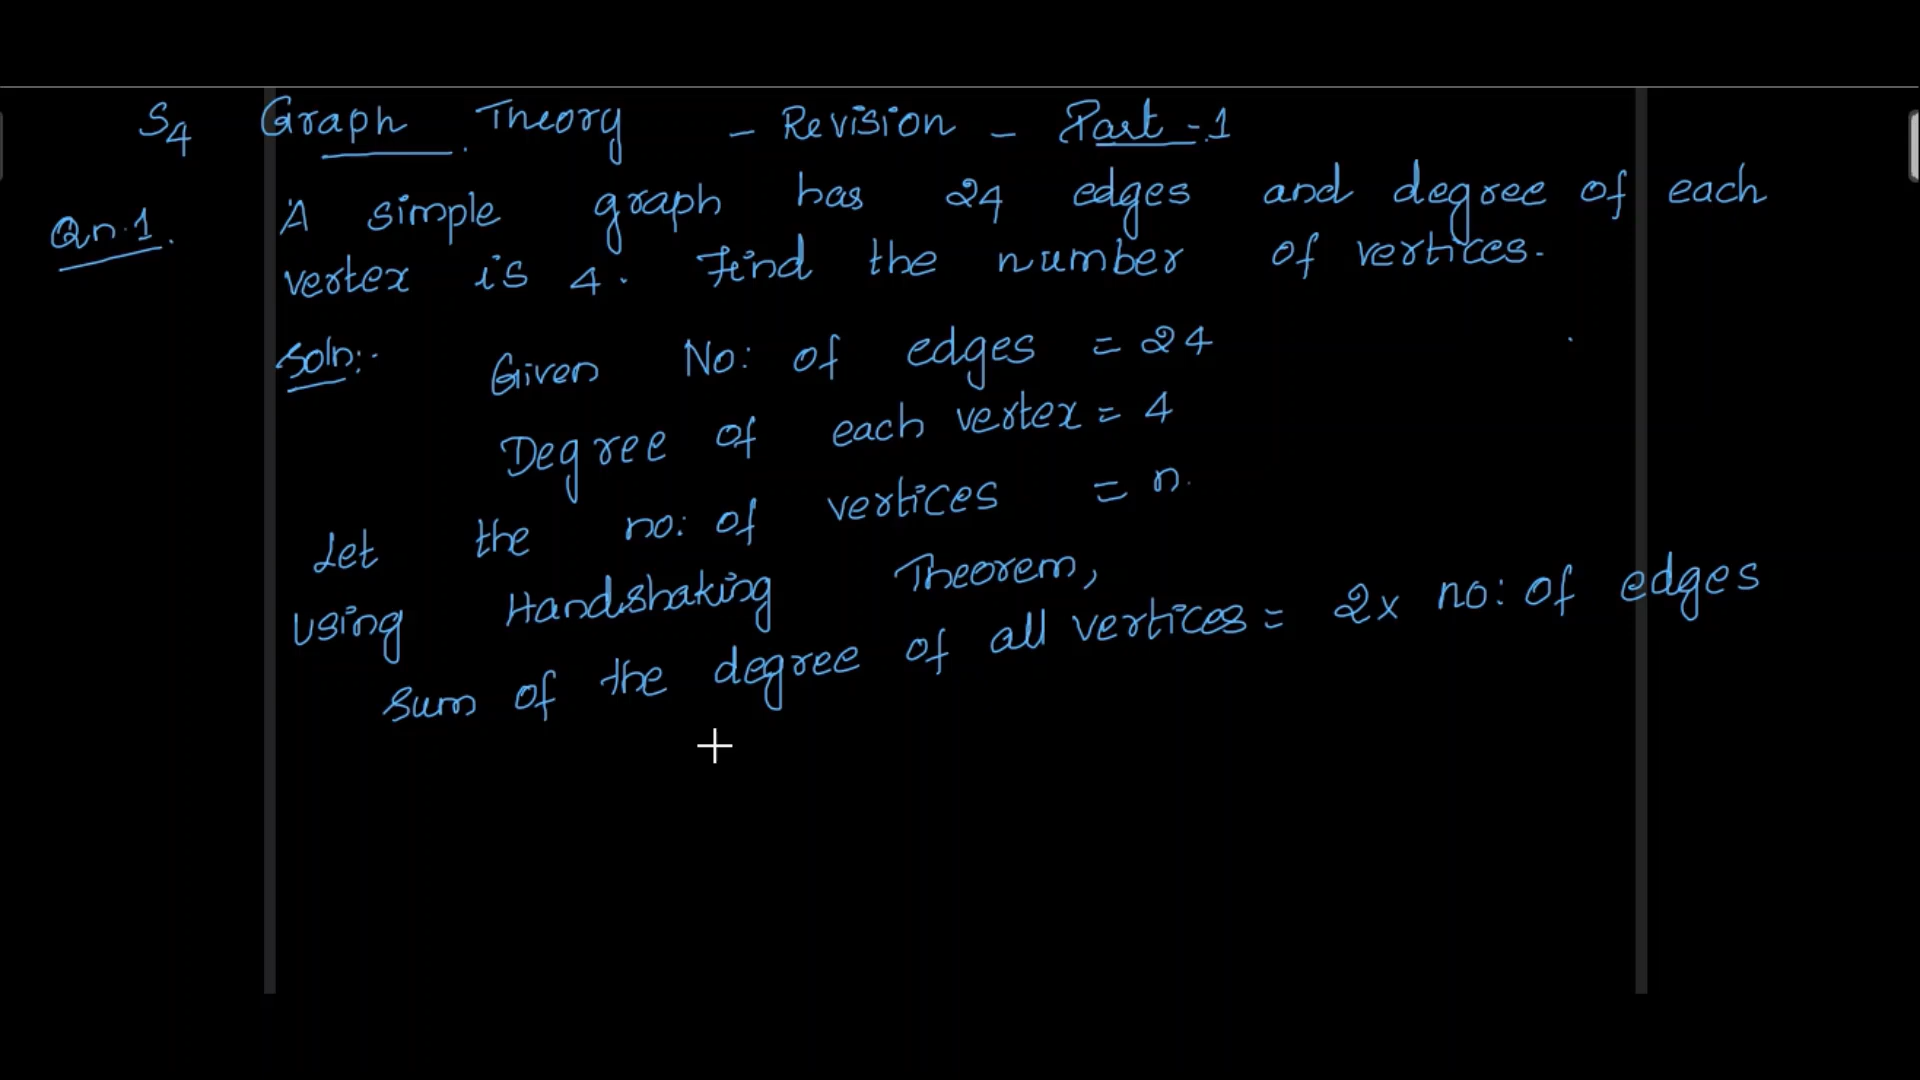 S4 Graph Theory - Revision - Part-1
Qn.1. A simple graph has 24 edges and degree of each
vertex is 4. Find the number of vertices.
Soln:- Given No: of edges = 24
Degree of each vertex = 4
Let the no: of vertices = n.
using Handshaking Theorem,
sum of the degree of all vertices = 2x no: of edges